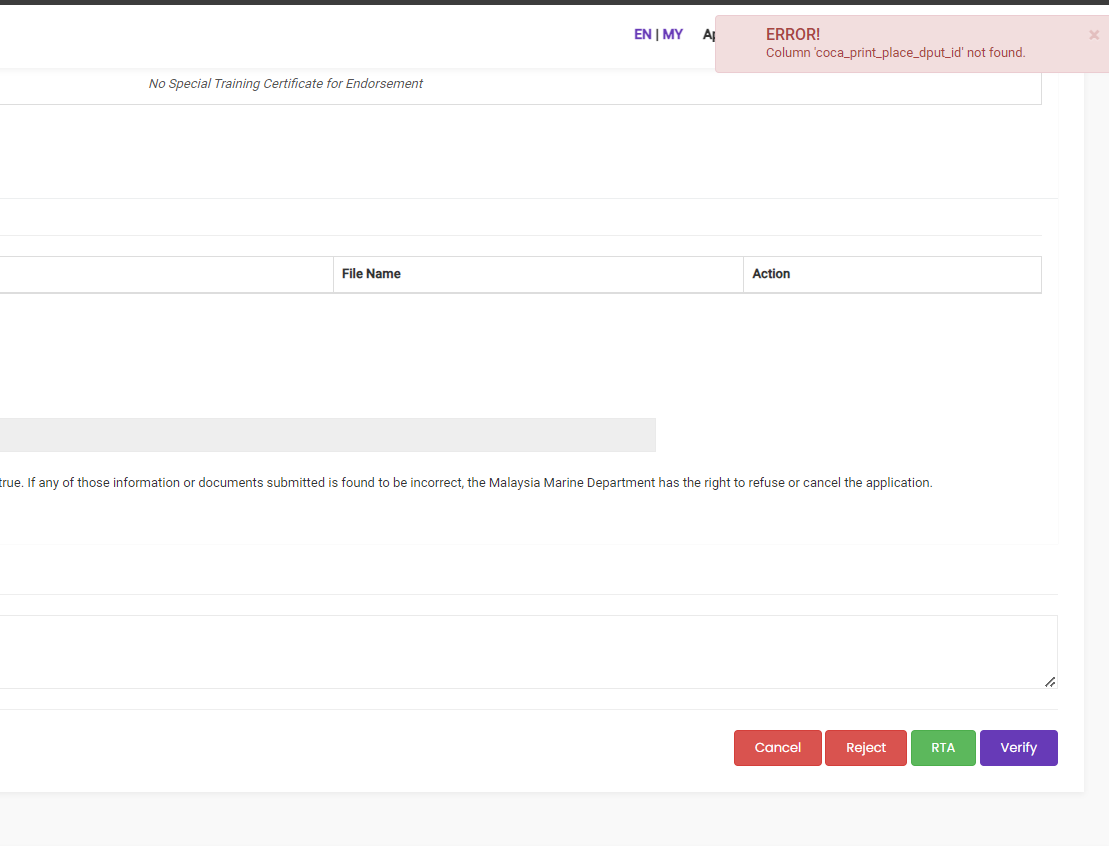 EN | MY
ERROR!
Column 'coca_print_place_dput_id' not found.
No Special Training Certificate for Endorsement
File Name
Action
true. If any of those information or documents submitted is found to be incorrect, the Malaysia Marine Department has the right to refuse or cancel the application.
Cancel
Reject
RTA
Verify